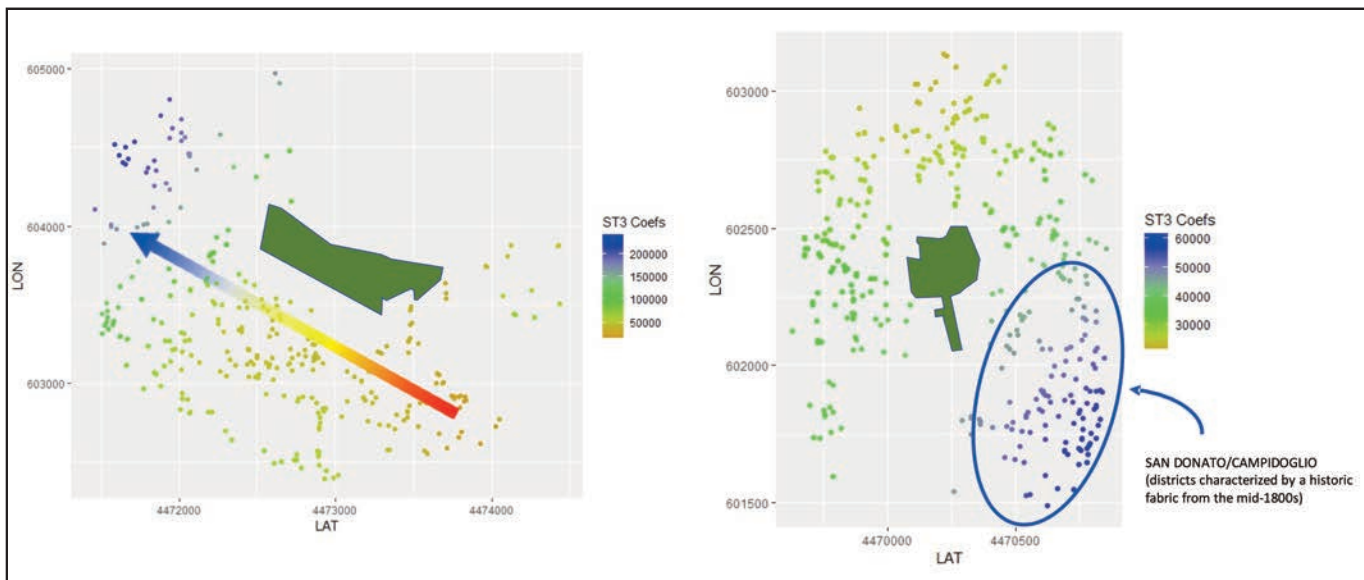 605000
604000
603000
LON
4472000
4473000
4474000
LAT
ST3 Coefs
200000
150000
100000
50000
603000
602500
602000
601500
LON
4470000
4470500
LAT
ST3 Coefs
60000
50000
40000
30000
SAN DONATO/CAMPIDOGLIO
(districts characterized by a historic
fabric from the mid-1800s)